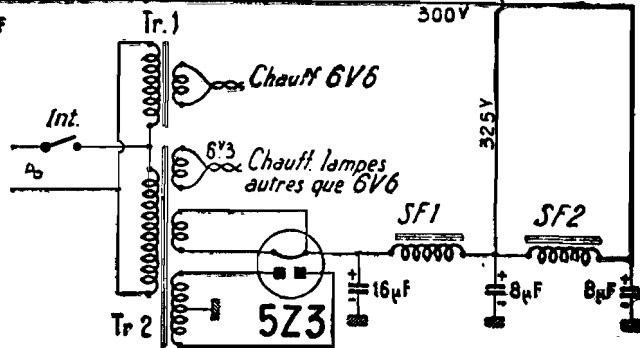 Tr.1
300V
Chauff 6V6
Int.
325V
6V3
Chauff. lampes
autres que 6V6
SF1
SF2
+
16µF
+
8µF
+
8µF
Tr 2
5Z3